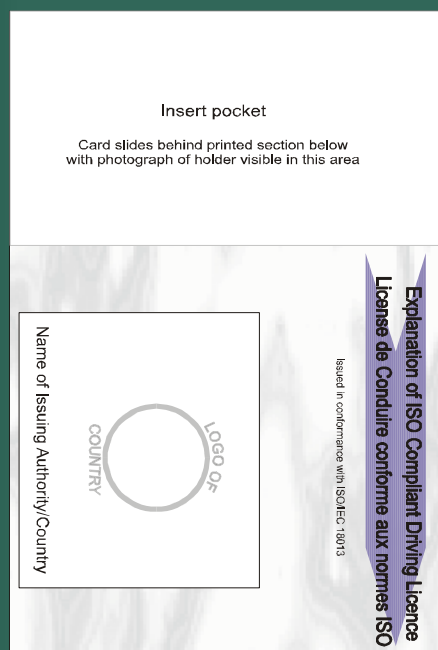 Insert pocket
Card slides behind printed section below
with photograph of holder visible in this area
Explanation of ISO Compliant Driving Licence
License de Conduire conforme aux normes ISO
Issued in conformance with ISO/IEC 18013
LOGO OF
COUNTRY
Name of Issuing Authority/Country